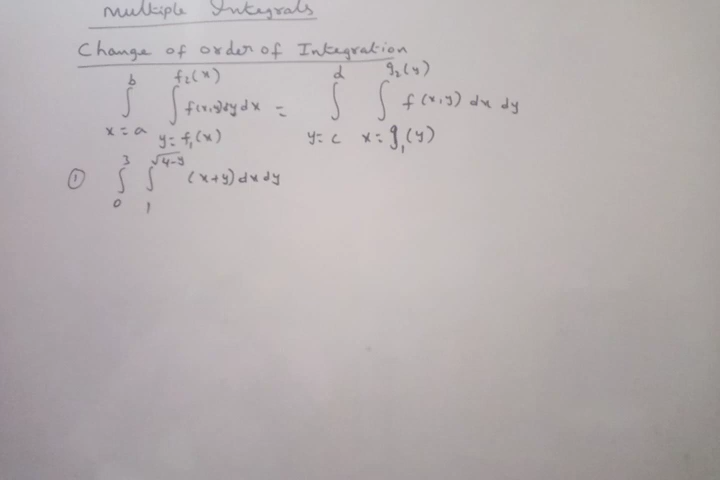 Multiple Integrals
Change of order of Integration
∫_{x=a}^{b} ∫_{y=f₁(x)}^{f₂(x)} f(x,y) dy dx = ∫_{y=c}^{d} ∫_{x=g₁(y)}^{g₂(y)} f(x,y) dx dy
① ∫_{0}^{3} ∫_{1}^{√4-y} (x+y) dx dy